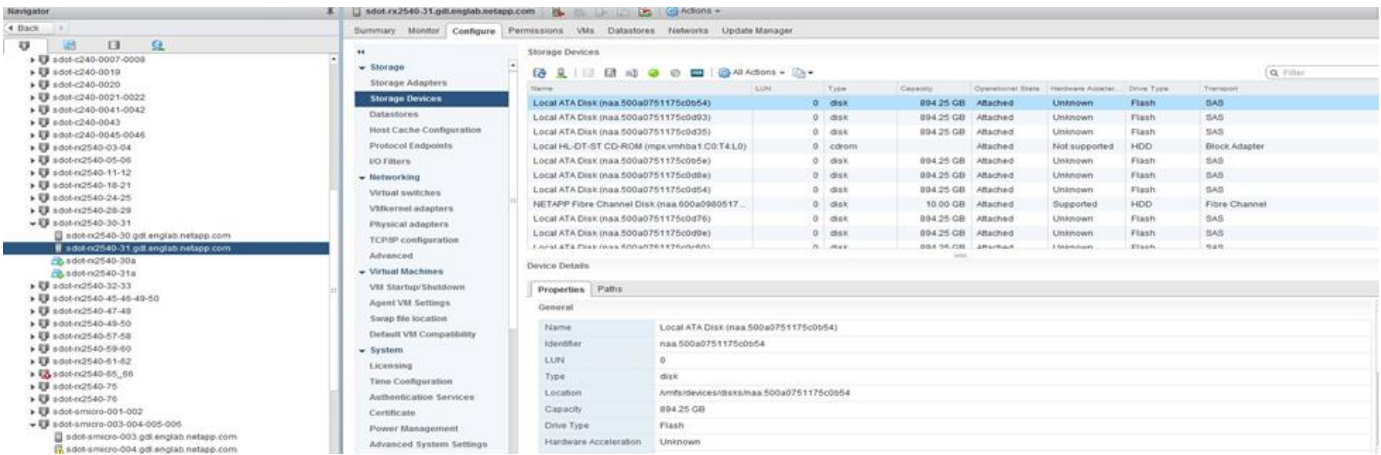 Navigator
Back
sdot-c240-0007-0008
sdot-c240-0019
sdot-c240-0020
sdot-c240-0021-0022
sdot-c240-0041-0042
sdot-c240-0043
sdot-c240-0045-0046
sdot-rx2540-03-04
sdot-rx2540-05-06
sdot-rx2540-11-12
sdot-rx2540-18-21
sdot-rx2540-24-25
sdot-rx2540-28-29
sdot-rx2540-30-31
sdot-rx2540-30.gdl.englab.netapp.com
sdot-rx2540-31.gdl.englab.netapp.com
sdot-rx2540-30a
sdot-rx2540-31a
sdot-rx2540-32-33
sdot-rx2540-45-46-49-50
sdot-rx2540-47-48
sdot-rx2540-49-50
sdot-rx2540-57-58
sdot-rx2540-59-60
sdot-rx2540-61-62
sdot-rx2540-65_66
sdot-rx2540-75
sdot-rx2540-76
sdot-smicro-001-002
sdot-smicro-003-004-005-006
sdot-smicro-003.gdl.englab.netapp.com
sdot-smicro-004.gdl.englab.netapp.com
sdot-rx2540-31.gdl.englab.netapp.com Actions
Summary Monitor Configure Permissions VMs Datastores Networks Update Manager
Storage
Storage Adapters
Storage Devices
Datastores
Host Cache Configuration
Protocol Endpoints
I/O Filters
Networking
Virtual switches
VMkernel adapters
Physical adapters
TCP/IP configuration
Advanced
Virtual Machines
VM Startup/Shutdown
Agent VM Settings
Swap file location
Default VM Compatibility
System
Licensing
Time Configuration
Authentication Services
Certificate
Power Management
Advanced System Settings
Storage Devices
All Actions Filter
Name LUN Type Capacity Operational State Hardware Acceler... Drive Type Transport
Local ATA Disk (naa.500a0751175c0b54) 0 disk 894.25 GB Attached Unknown Flash SAS
Local ATA Disk (naa.500a0751175c0d93) 0 disk 894.25 GB Attached Unknown Flash SAS
Local ATA Disk (naa.500a0751175c0d35) 0 disk 894.25 GB Attached Unknown Flash SAS
Local HL-DT-ST CD-ROM (mpx.vmhba1:C0:T4:L0) 0 cdrom Attached Not supported HDD Block Adapter
Local ATA Disk (naa.500a0751175c0b5e) 0 disk 894.25 GB Attached Unknown Flash SAS
Local ATA Disk (naa.500a0751175c0d8e) 0 disk 894.25 GB Attached Unknown Flash SAS
Local ATA Disk (naa.500a0751175c0d54) 0 disk 894.25 GB Attached Unknown Flash SAS
NETAPP Fibre Channel Disk (naa.600a0980517... 0 disk 10.00 GB Attached Supported HDD Fibre Channel
Local ATA Disk (naa.500a0751175c0d76) 0 disk 894.25 GB Attached Unknown Flash SAS
Local ATA Disk (naa.500a0751175c0d9e) 0 disk 894.25 GB Attached Unknown Flash SAS
Local ATA Disk 0 disk 894.25 GB Attached Unknown Flash SAS
Device Details
Properties Paths
General
Name Local ATA Disk (naa.500a0751175c0b54)
Identifier naa.500a0751175c0b54
LUN 0
Type disk
Location /vmfs/devices/disks/naa.500a0751175c0b54
Capacity 894.25 GB
Drive Type Flash
Hardware Acceleration Unknown